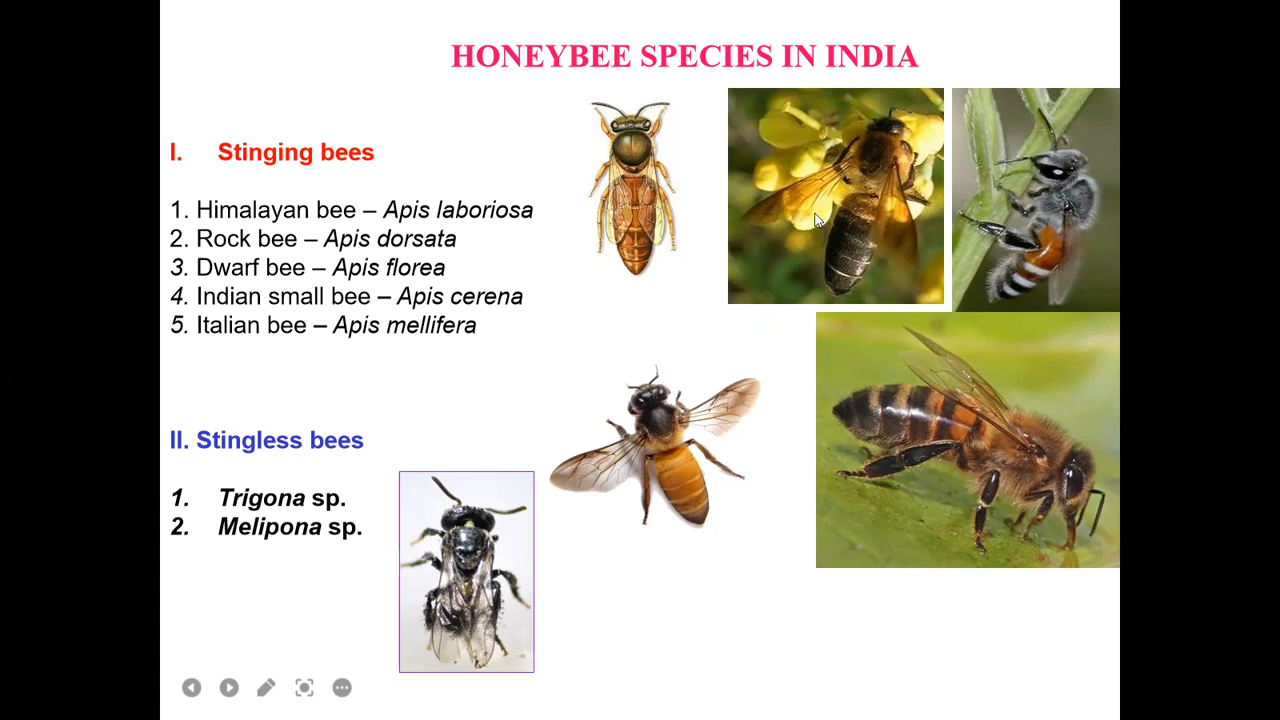 HONEYBEE SPECIES IN INDIA
I. Stinging bees
1. Himalayan bee – Apis laboriosa
2. Rock bee – Apis dorsata
3. Dwarf bee – Apis florea
4. Indian small bee – Apis cerena
5. Italian bee – Apis mellifera
II. Stingless bees
1. Trigona sp.
2. Melipona sp.